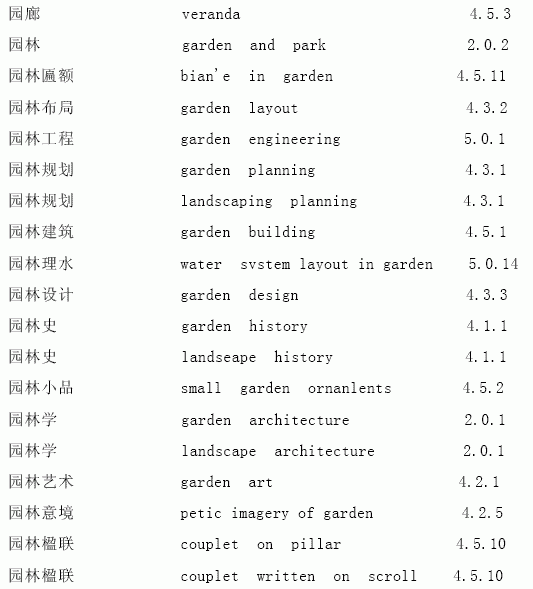 园廊 veranda 4.5.3
园林 garden and park 2.0.2
园林匾额 bian'e in garden 4.5.11
园林布局 garden layout 4.3.2
园林工程 garden engineering 5.0.1
园林规划 garden planning 4.3.1
园林规划 landscaping planning 4.3.1
园林建筑 garden building 4.5.1
园林理水 water svstem layout in garden 5.0.14
园林设计 garden design 4.3.3
园林史 garden history 4.1.1
园林史 landseape history 4.1.1
园林小品 small garden ornanlents 4.5.2
园林学 garden architecture 2.0.1
园林学 landscape architecture 2.0.1
园林艺术 garden art 4.2.1
园林意境 petic imagery of garden 4.2.5
园林楹联 couplet on pillar 4.5.10
园林楹联 couplet written on scroll 4.5.10